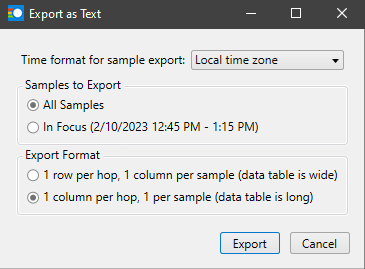 Export as Text
Time format for sample export: Local time zone
Samples to Export
All Samples
In Focus (2/10/2023 12:45 PM - 1:15 PM)
Export Format
1 row per hop, 1 column per sample (data table is wide)
1 column per hop, 1 per sample (data table is long)
Export Cancel